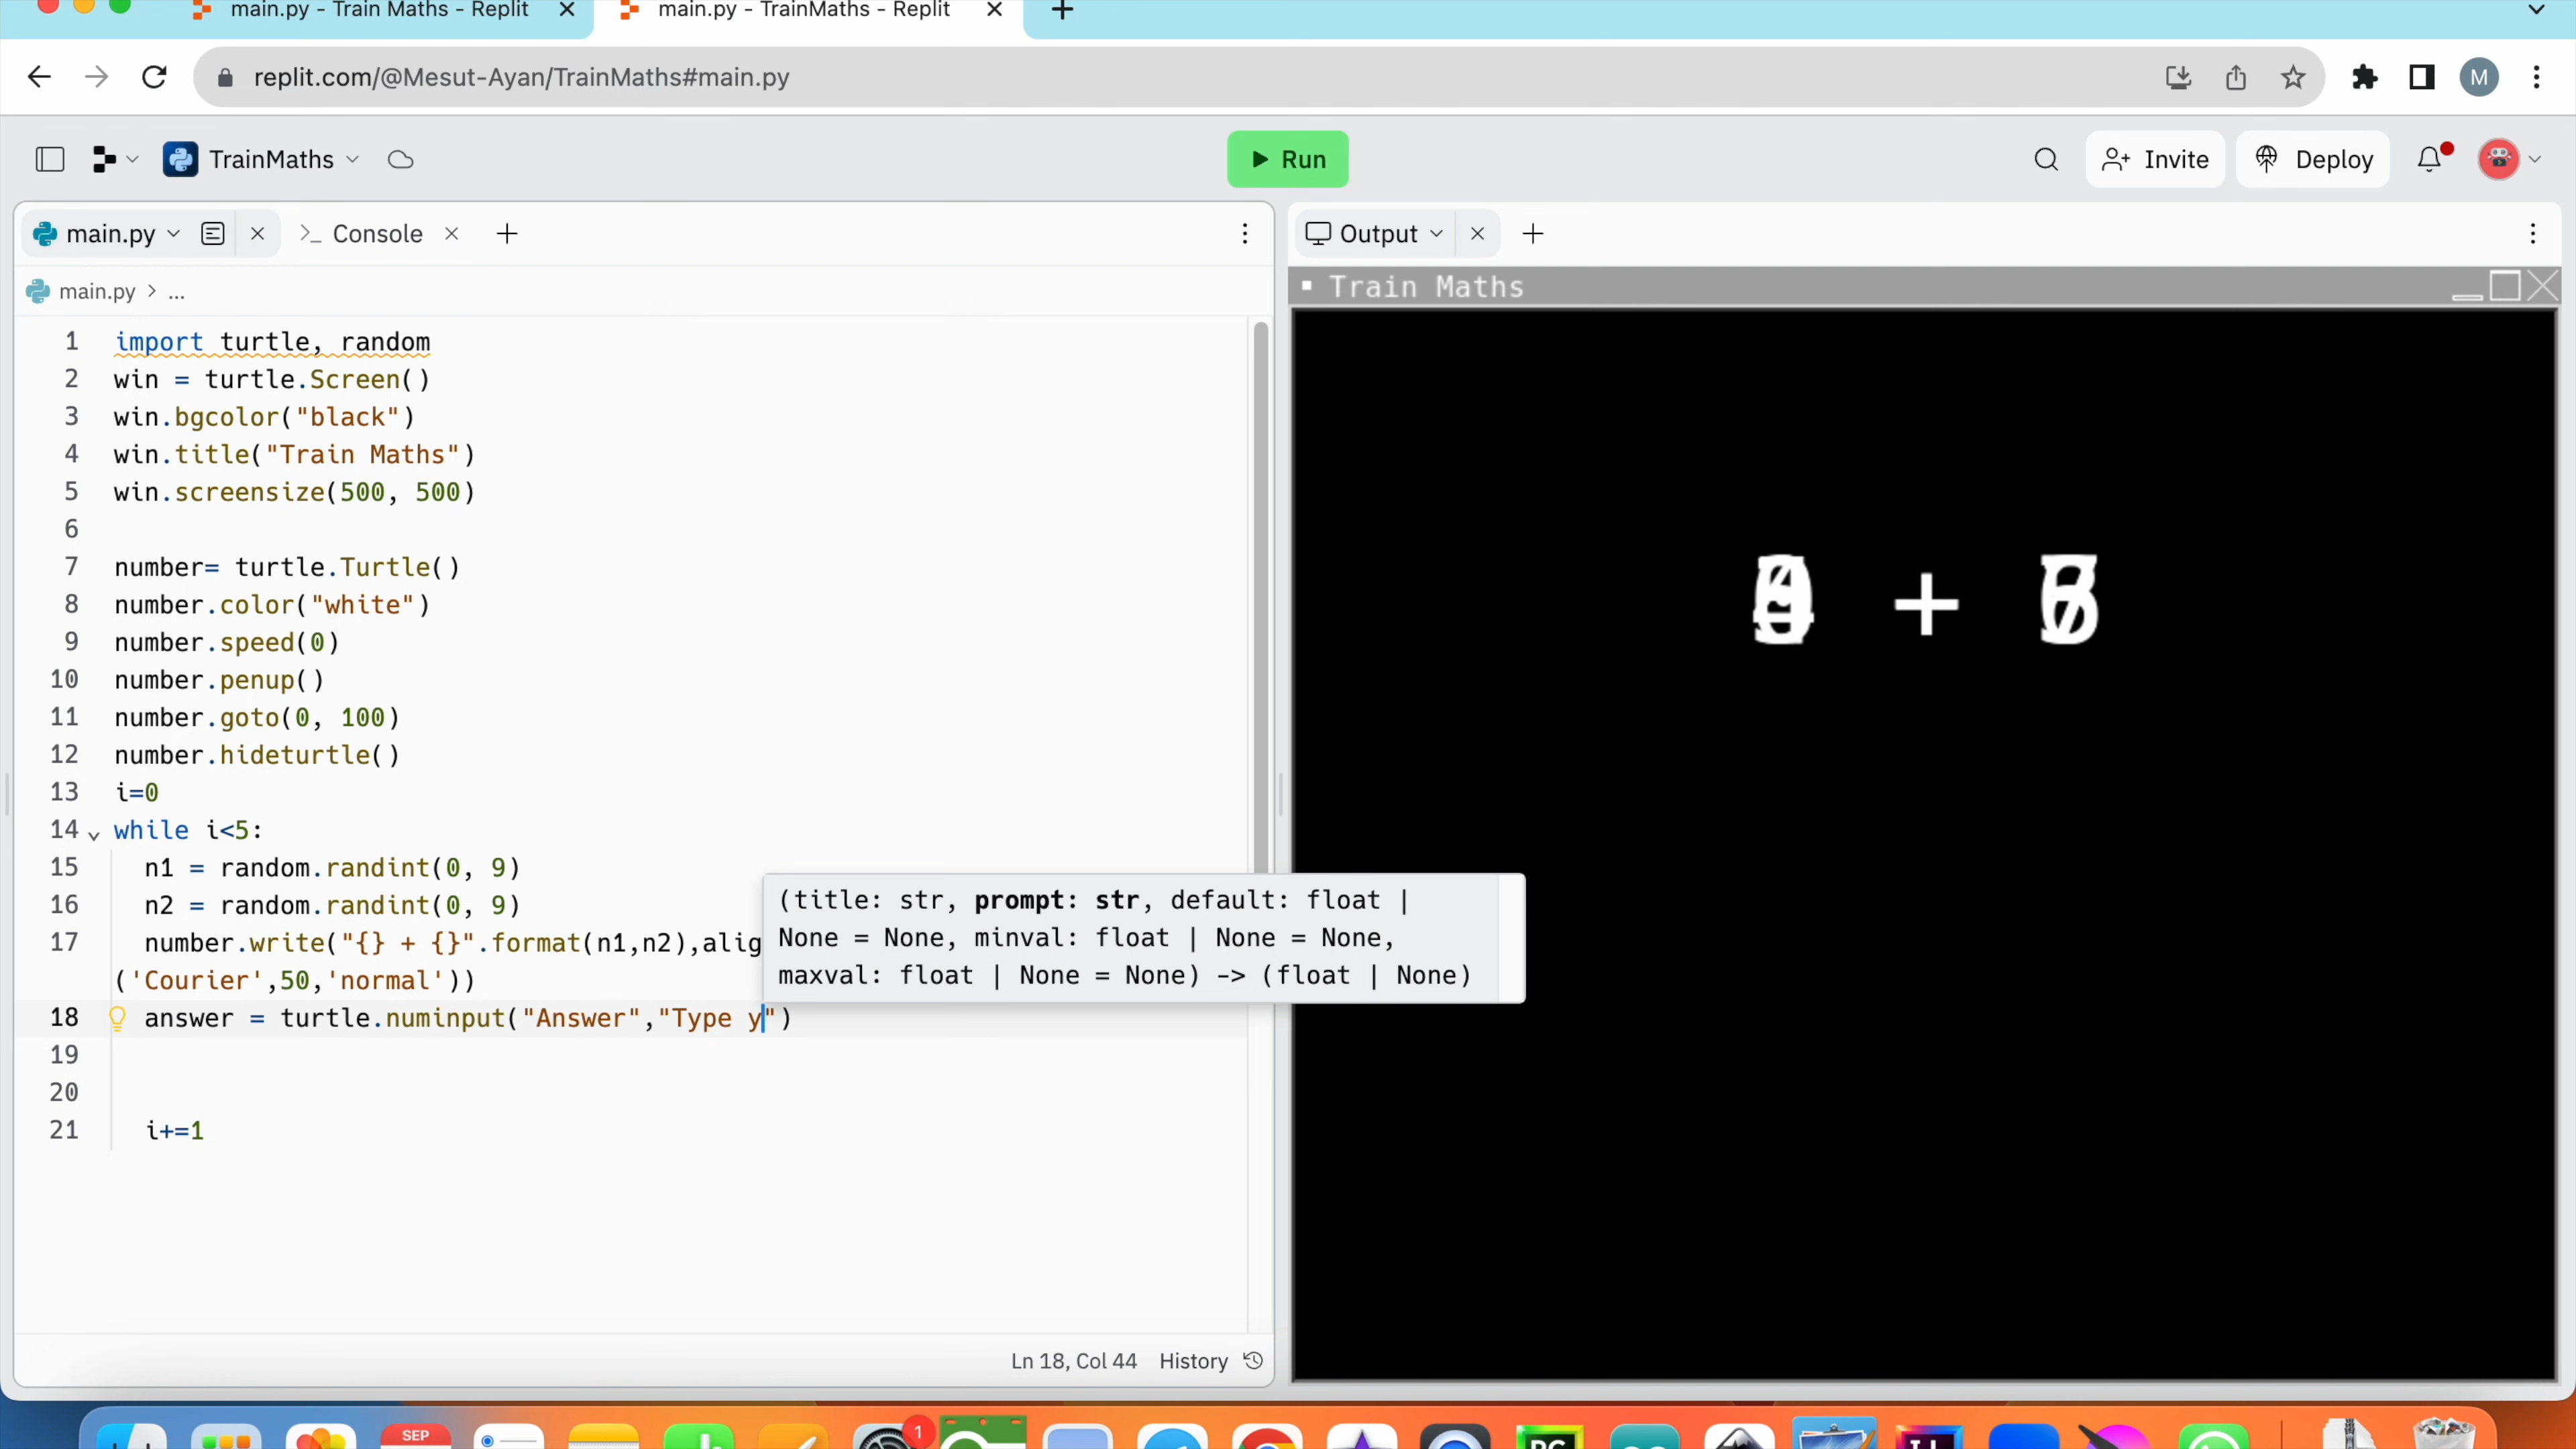 main.py - Train Maths - Replit
main.py - TrainMaths - Replit
replit.com/@Mesut-Ayan/TrainMaths#main.py
M
TrainMaths
Run
Invite
Deploy
main.py
Console
Output
main.py > ...
Train Maths
1 import turtle, random
2 win = turtle.Screen()
3 win.bgcolor("black")
4 win.title("Train Maths")
5 win.screensize(500, 500)
6
7 number= turtle.Turtle()
8 number.color("white")
9 number.speed(0)
10 number.penup()
11 number.goto(0, 100)
12 number.hideturtle()
13 i=0
14 while i<5:
15 n1 = random.randint(0, 9)
16 n2 = random.randint(0, 9)
17 number.write("{} + {}".format(n1,n2),alig
('Courier',50,'normal'))
(title: str, prompt: str, default: float |
None = None, minval: float | None = None,
maxval: float | None = None) -> (float | None)
18 answer = turtle.numinput("Answer","Type y")
19
20
21 i+=1
+
Ln 18, Col 44 History
SEP
1
PC